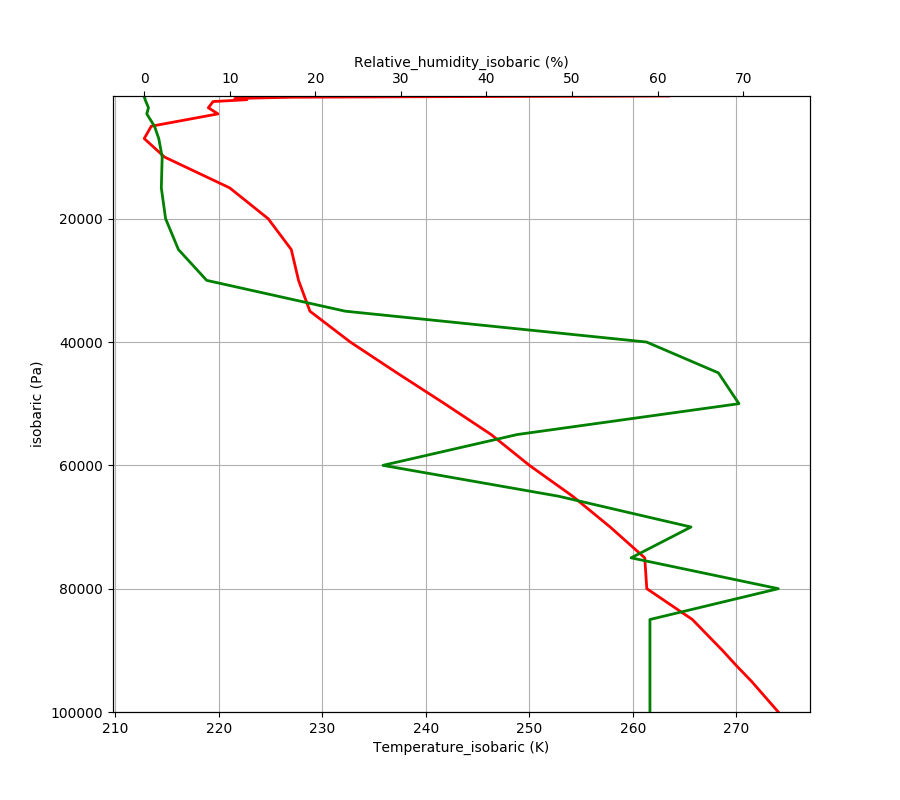 Relative_humidity_isobaric (%)
0 10 20 30 40 50 60 70
isobaric (Pa)
20000
40000
60000
80000
100000
210 220 230 240 250 260 270
Temperature_isobaric (K)